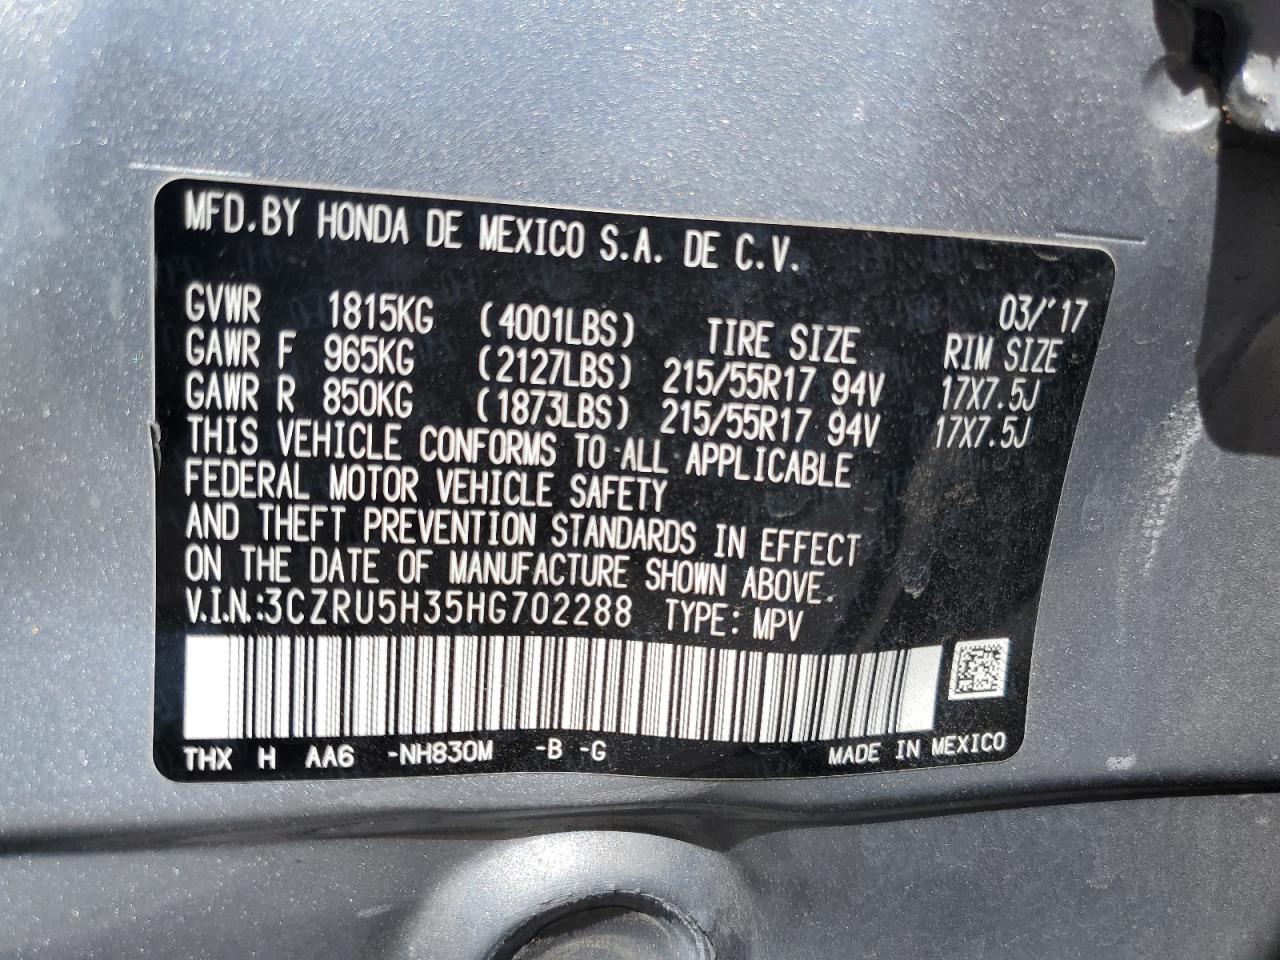 MFD.BY HONDA DE MEXICO S.A. DE C.V.
03/'17
GVWR 1815KG (4001LBS) TIRE SIZE RIM SIZE
GAWR F 965KG (2127LBS) 215/55R17 94V 17X7.5J
GAWR R 850KG (1873LBS) 215/55R17 94V 17X7.5J
THIS VEHICLE CONFORMS TO ALL APPLICABLE
FEDERAL MOTOR VEHICLE SAFETY
AND THEFT PREVENTION STANDARDS IN EFFECT
ON THE DATE OF MANUFACTURE SHOWN ABOVE.
V.I.N.:3CZRU5H35HG702288 TYPE: MPV
THX H AA6 -NH830M -B -G MADE IN MEXICO